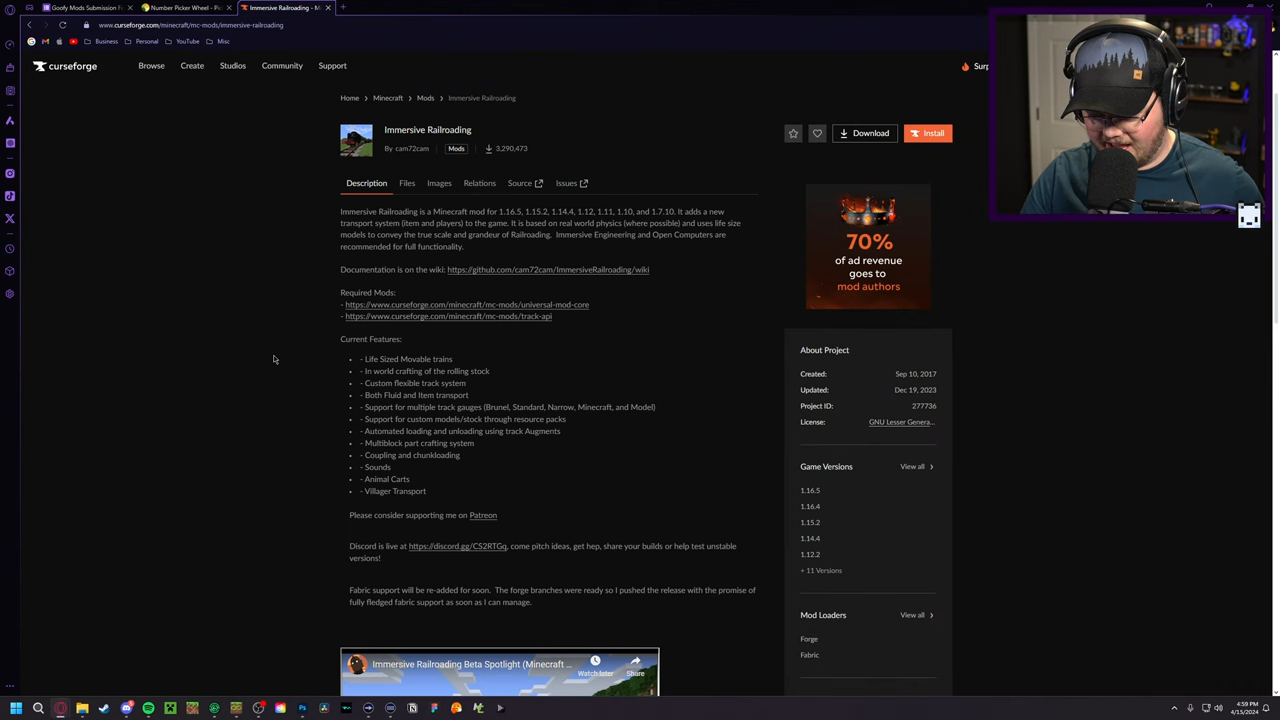 Goofy Mods Submission F
Number Picker Wheel - Pic
Immersive Railroading - M
www.curseforge.com/minecraft/mc-mods/immersive-railroading
Business
Personal
YouTube
Misc
curseforge
Browse
Create
Studios
Community
Support
Surp
Home > Minecraft > Mods > Immersive Railroading
Immersive Railroading
By cam72cam
Mods
3,290,473
Download
Install
Description
Files
Images
Relations
Source
Issues
Immersive Railroading is a Minecraft mod for 1.16.5, 1.15.2, 1.14.4, 1.12, 1.11, 1.10, and 1.7.10. It adds a new
transport system (item and players) to the game. It is based on real world physics (where possible) and uses life size
models to convey the true scale and grandeur of Railroading. Immersive Engineering and Open Computers are
recommended for full functionality.
Documentation is on the wiki: https://github.com/cam72cam/ImmersiveRailroading/wiki
Required Mods:
- https://www.curseforge.com/minecraft/mc-mods/universal-mod-core
- https://www.curseforge.com/minecraft/mc-mods/track-api
Current Features:
• - Life Sized Movable trains
• - In world crafting of the rolling stock
• - Custom flexible track system
• - Both Fluid and Item transport
• - Support for multiple track gauges (Brunel, Standard, Narrow, Minecraft, and Model)
• - Support for custom models/stock through resource packs
• - Automated loading and unloading using track Augments
• - Multiblock part crafting system
• - Coupling and chunkloading
• - Sounds
• - Animal Carts
• - Villager Transport
Please consider supporting me on Patreon
Discord is live at https://discord.gg/CS2RTGq, come pitch ideas, get hep, share your builds or help test unstable
versions!
Fabric support will be re-added for soon. The forge branches were ready so I pushed the release with the promise of
fully fledged fabric support as soon as I can manage.
Immersive Railroading Beta Spotlight (Minecraft ...
Watch later
Share
70%
of ad revenue
goes to
mod authors
About Project
Created: Sep 10, 2017
Updated: Dec 19, 2023
Project ID: 277736
License: GNU Lesser Genera...
Game Versions
View all
1.16.5
1.16.4
1.15.2
1.14.4
1.12.2
+ 11 Versions
Mod Loaders
View all
Forge
Fabric
4:59 PM
4/15/2024